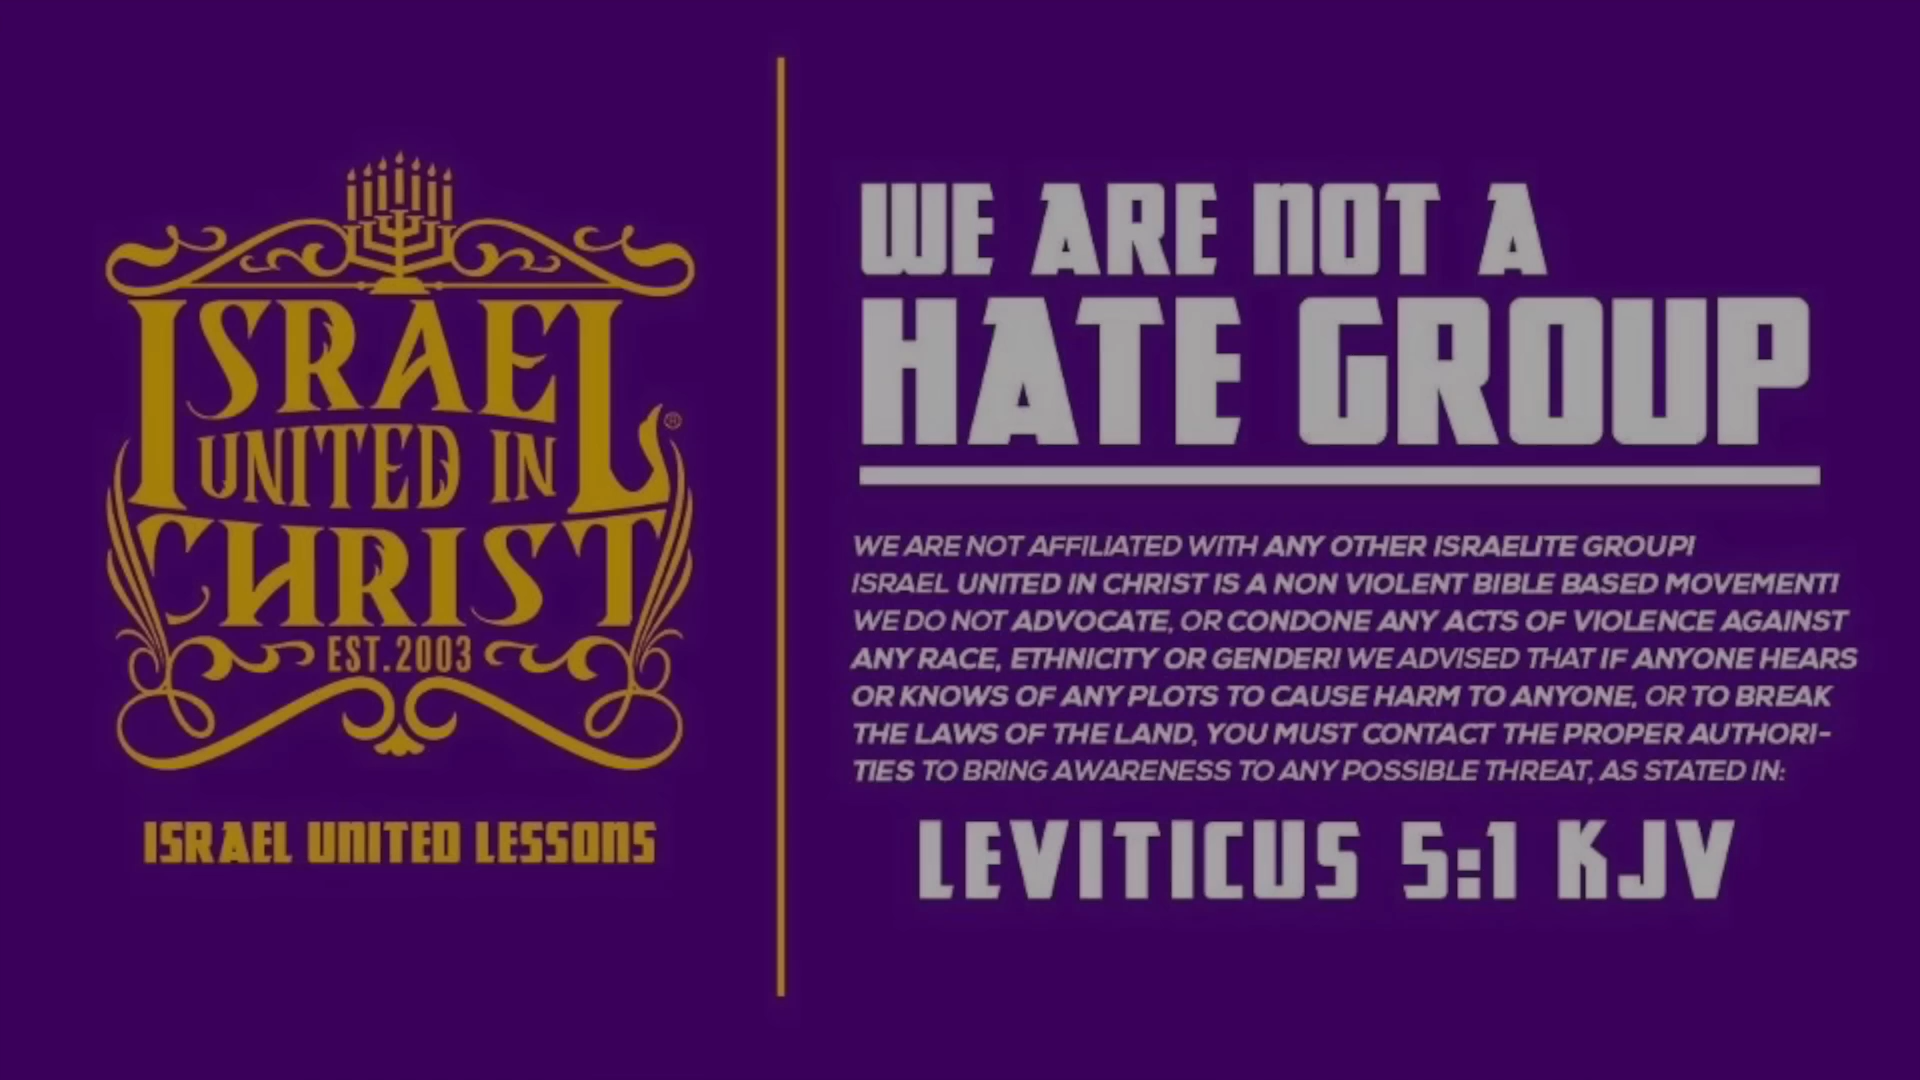 ISRAEL
UNITED IN
CHRIST
®
EST.2003
ISRAEL UNITED LESSONS
WE ARE NOT A
HATE GROUP
WE ARE NOT AFFILIATED WITH ANY OTHER ISRAELITE GROUP!
ISRAEL UNITED IN CHRIST IS A NON VIOLENT BIBLE BASED MOVEMENT!
WE DO NOT ADVOCATE, OR CONDONE ANY ACTS OF VIOLENCE AGAINST
ANY RACE, ETHNICITY OR GENDER! WE ADVISED THAT IF ANYONE HEARS
OR KNOWS OF ANY PLOTS TO CAUSE HARM TO ANYONE, OR TO BREAK
THE LAWS OF THE LAND, YOU MUST CONTACT THE PROPER AUTHORI-
TIES TO BRING AWARENESS TO ANY POSSIBLE THREAT, AS STATED IN:
LEVITICUS 5:1 KJV